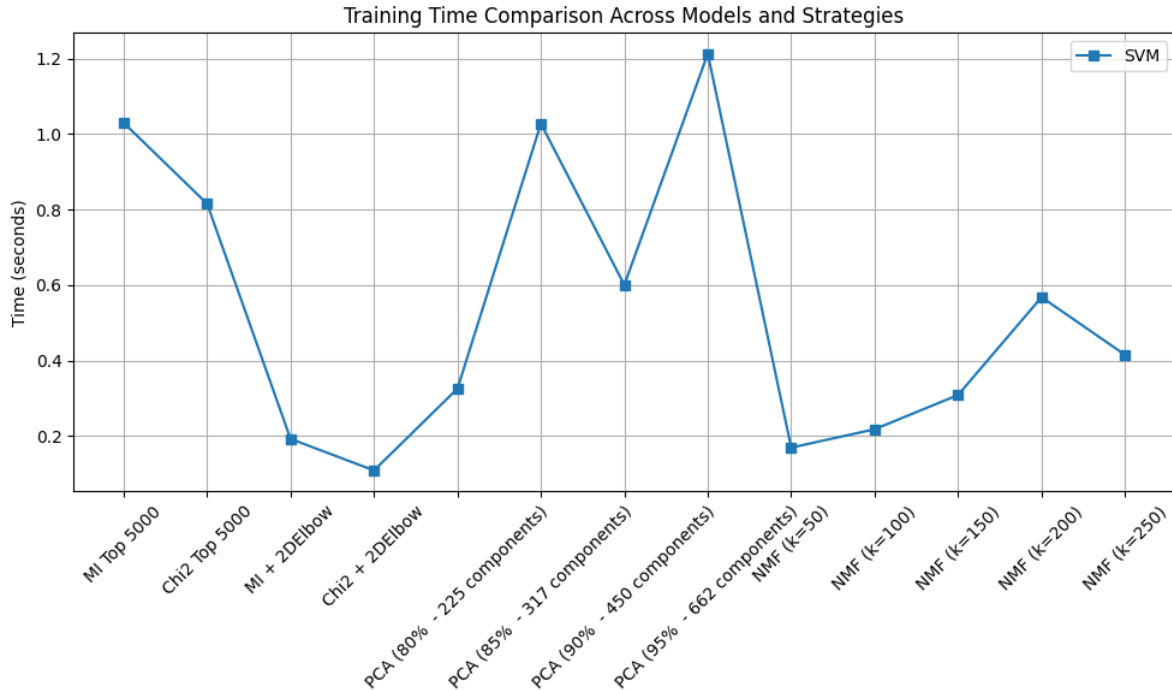 Training Time Comparison Across Models and Strategies
SVM
Time (seconds)
1.2
1.0
0.8
0.6
0.4
0.2
MI Top 5000
Chi2 Top 5000
MI + 2DElbow
Chi2 + 2DElbow
PCA (80%  - 225 components)
PCA (85%  - 317 components)
PCA (90%  - 450 components)
PCA (95%  - 662 components)
NMF (k=50)
NMF (k=100)
NMF (k=150)
NMF (k=200)
NMF (k=250)